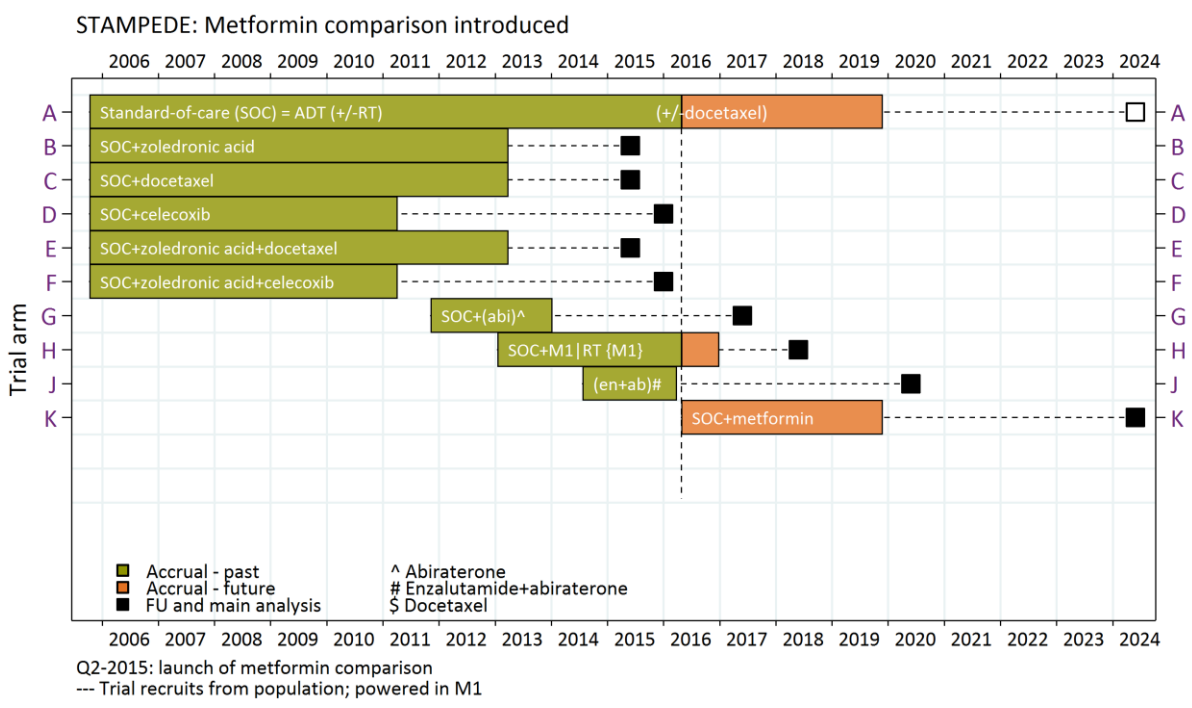 STAMPEDE: Metformin comparison introduced
2006 2007 2008 2009 2010 2011 2012 2013 2014 2015 2016 2017 2018 2019 2020 2021 2022 2023 2024
Trial arm
A Standard-of-care (SOC) = ADT (+/-RT) (+/-docetaxel) A
B SOC+zoledronic acid B
C SOC+docetaxel C
D SOC+celecoxib D
E SOC+zoledronic acid+docetaxel E
F SOC+zoledronic acid+celecoxib F
G SOC+(abi)^ G
H SOC+M1|RT {M1} H
J (en+ab)# J
K SOC+metformin K
Accrual - past ^ Abiraterone
Accrual - future # Enzalutamide+abiraterone
FU and main analysis $ Docetaxel
2006 2007 2008 2009 2010 2011 2012 2013 2014 2015 2016 2017 2018 2019 2020 2021 2022 2023 2024
Q2-2015: launch of metformin comparison
--- Trial recruits from population; powered in M1